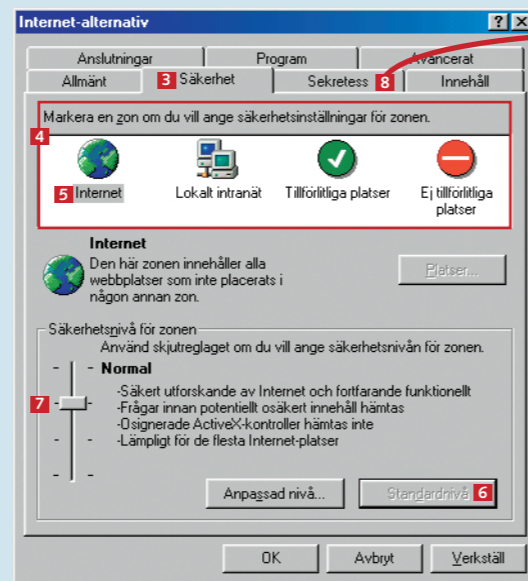 Internet-alternativ
Anslutningar Program Avancerat
Allmänt 3 Säkerhet Sekretess 8 Innehåll
Markera en zon om du vill ange säkerhetsinställningar för zonen.
4
5 Internet Lokalt intranät Tillförlitliga platser Ej tillförlitliga
platser
Internet
Den här zonen innehåller alla
webbplatser som inte placerats i
någon annan zon.
Platser...
Säkerhetsnivå för zonen
Använd skjutreglaget om du vill ange säkerhetsnivån för zonen.
Normal
7
-Säkert utforskande av Internet och fortfarande funktionellt
-Frågar innan potentiellt osäkert innehåll hämtas
-Osignerade ActiveX-kontroller hämtas inte
-Lämpligt för de flesta Internet-platser
Anpassad nivå... Standardnivå 6
OK Avbryt Verkställ